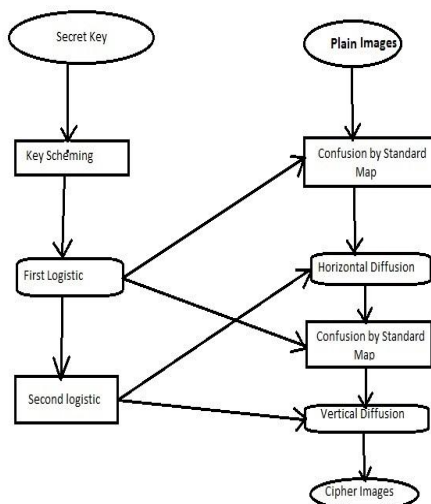 Secret Key
Plain Images
Key Scheming
Confusion by Standard
Map
First Logistic
Horizontal Diffusion
Confusion by Standard
Map
Second logistic
Vertical Diffusion
Cipher Images